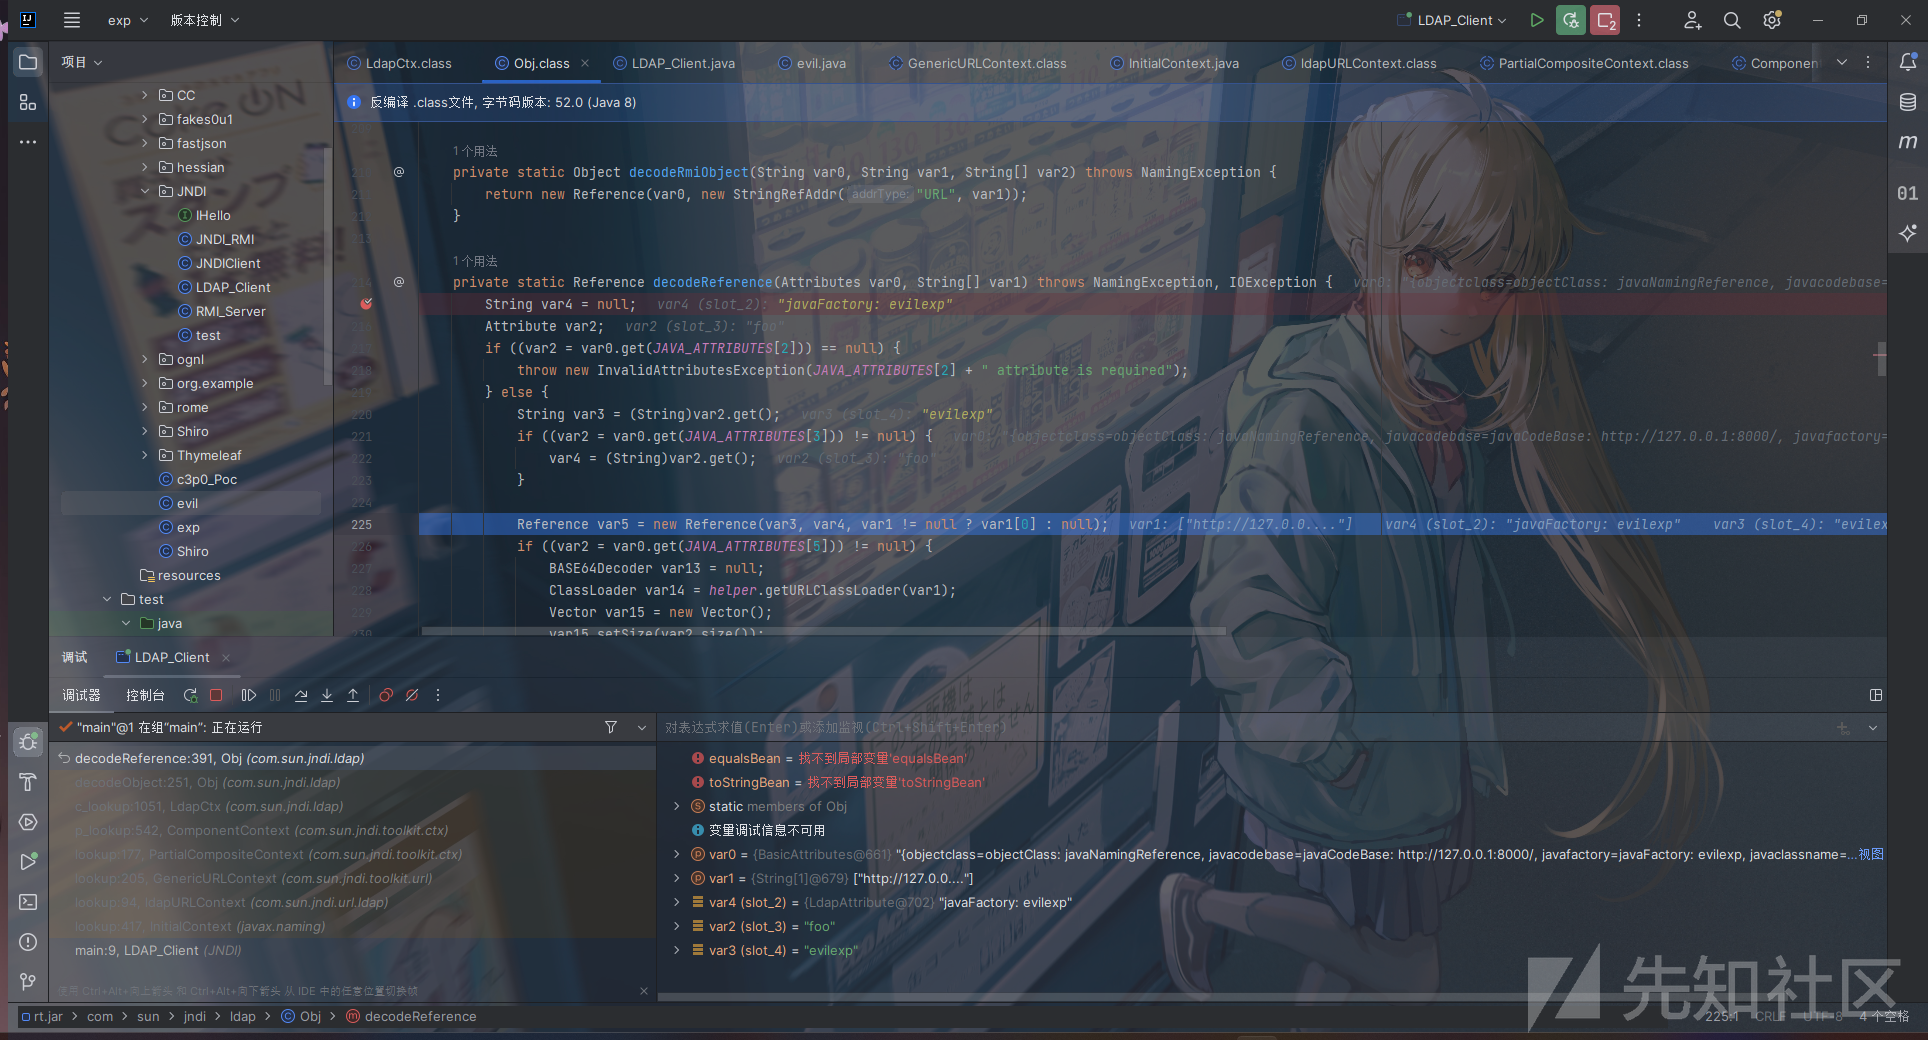 exp
版本控制
LDAP_Client
项目
LdapCtx.class
Obj.class
LDAP_Client.java
evil.java
GenericURLContext.class
InitialContext.java
ldapURLContext.class
PartialCompositeContext.class
Componen
反编译 .class文件, 字节码版本: 52.0 (Java 8)
CC
fakes0u1
fastjson
hessian
JNDI
IHello
JNDI_RMI
JNDIClient
LDAP_Client
RMI_Server
test
ognl
org.example
rome
Shiro
Thymeleaf
c3p0_Poc
evil
exp
Shiro
resources
test
java
1个用法
private static Object decodeRmiObject(String var0, String var1, String[] var2) throws NamingException {
return new Reference(var0, new StringRefAddr( addrType: "URL", var1));
}
1个用法
private static Reference decodeReference(Attributes var0, String[] var1) throws NamingException, IOException { var0: "{objectclass=objectClass: javaNamingReference, javacodebase=
String var4 = null; var4 (slot_2): "javaFactory: evilexp"
Attribute var2; var2 (slot_3): "foo"
if ((var2 = var0.get(JAVA_ATTRIBUTES[2])) == null) {
218 throw new InvalidAttributesException(JAVA_ATTRIBUTES[2] + " attribute is required");
219 } else {
220 String var3 = (String)var2.get(); var3 (slot_4): "evilexp"
221 if ((var2 = var0.get(JAVA_ATTRIBUTES[3])) != null) { var0: "{objectclass=objectClass: javaNamingReference, javacodebase=javaCodeBase: http://127.0.0.1:8000/, javafactory=
222 var4 = (String)var2.get(); var2 (slot_3): "foo"
223 }
224
225 Reference var5 = new Reference(var3, var4, var1 != null ? var1[0] : null); var1: ["http://127.0.0...."] var4 (slot_2): "javaFactory: evilexp" var3 (slot_4): "evilex
226 if ((var2 = var0.get(JAVA_ATTRIBUTES[5])) != null) {
227 BASE64Decoder var13 = null;
228 ClassLoader var14 = helper.getURLClassLoader(var1);
229 Vector var15 = new Vector();
230 var15.setSize(var2.size());
调试
LDAP_Client
调试器
控制台
"main"@1 在组"main": 正在运行
对表达式求值(Enter)或添加监视(Ctrl+Shift+Enter)
decodeReference:391, Obj (com.sun.jndi.ldap)
decodeObject:251, Obj (com.sun.jndi.ldap)
c_lookup:1051, LdapCtx (com.sun.jndi.ldap)
p_lookup:542, ComponentContext (com.sun.jndi.toolkit.ctx)
lookup:177, PartialCompositeContext (com.sun.jndi.toolkit.ctx)
lookup:205, GenericURLContext (com.sun.jndi.toolkit.url)
lookup:94, ldapURLContext (com.sun.jndi.url.ldap)
lookup:417, InitialContext (javax.naming)
main:9, LDAP_Client (JNDI)
使用 Ctrl+Alt+向上箭头 和 Ctrl+Alt+向下箭头 从 IDE 中的任意位置切换帧
equalsBean = 找不到局部变量'equalsBean'
toStringBean = 找不到局部变量'toStringBean'
static members of Obj
变量调试信息不可用
var0 = {BasicAttributes@661} "{objectclass=objectClass: javaNamingReference, javacodebase=javaCodeBase: http://127.0.0.1:8000/, javafactory=javaFactory: evilexp, javaclassname=...视图
var1 = {String[1]@679} ["http://127.0.0...."]
var4 (slot_2) = {LdapAttribute@702} "javaFactory: evilexp"
var2 (slot_3) = "foo"
var3 (slot_4) = "evilexp"
rt.jar
com
sun
jndi
ldap
Obj
decodeReference
225:1
CRLF
UTF-8
4 个空格
先知社区